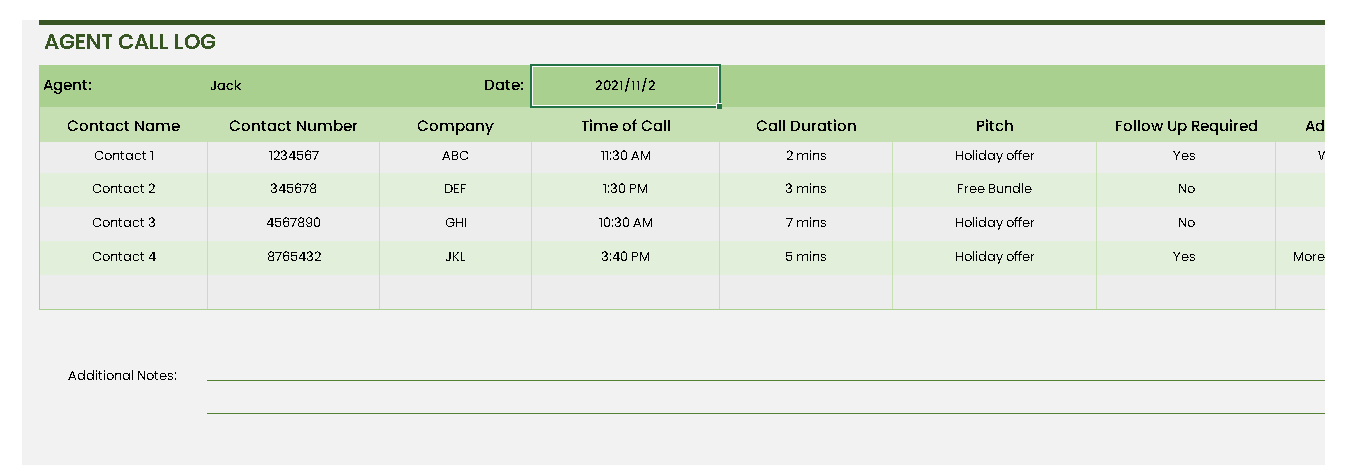 AGENT CALL LOG
Agent: Jack Date: 2021/11/2
Contact Name Contact Number Company Time of Call Call Duration Pitch Follow Up Required
Contact 1 1234567 ABC 11:30 AM 2 mins Holiday offer Yes
Contact 2 345678 DEF 1:30 PM 3 mins Free Bundle No
Contact 3 4567890 GHI 10:30 AM 7 mins Holiday offer No
Contact 4 8765432 JKL 3:40 PM 5 mins Holiday offer Yes More
Additional Notes: